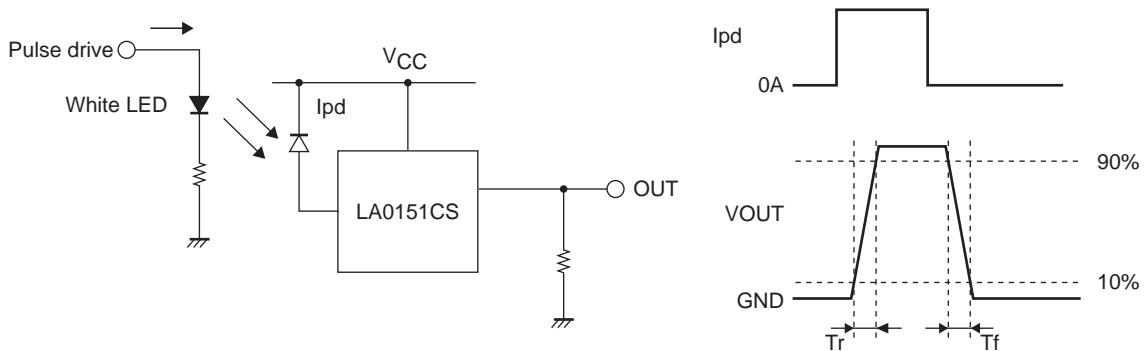 Pulse drive
VCC
White LED
Ipd
LA0151CS
OUT
Ipd
0A
90%
VOUT
10%
GND
Tr
Tf